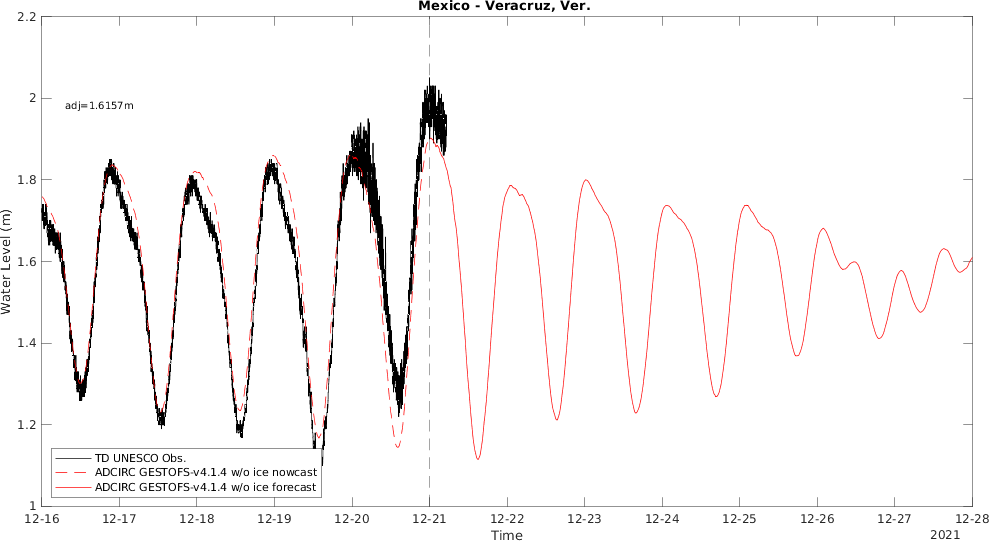 Mexico - Veracruz, Ver.
2.2
2
1.8
1.6
1.4
1.2
1
Water Level (m)
adj=1.6157m
TD UNESCO Obs.
ADCIRC GESTOFS-v4.1.4 w/o ice nowcast
ADCIRC GESTOFS-v4.1.4 w/o ice forecast
12-16 12-17 12-18 12-19 12-20 12-21 12-22 12-23 12-24 12-25 12-26 12-27 12-28
Time
2021